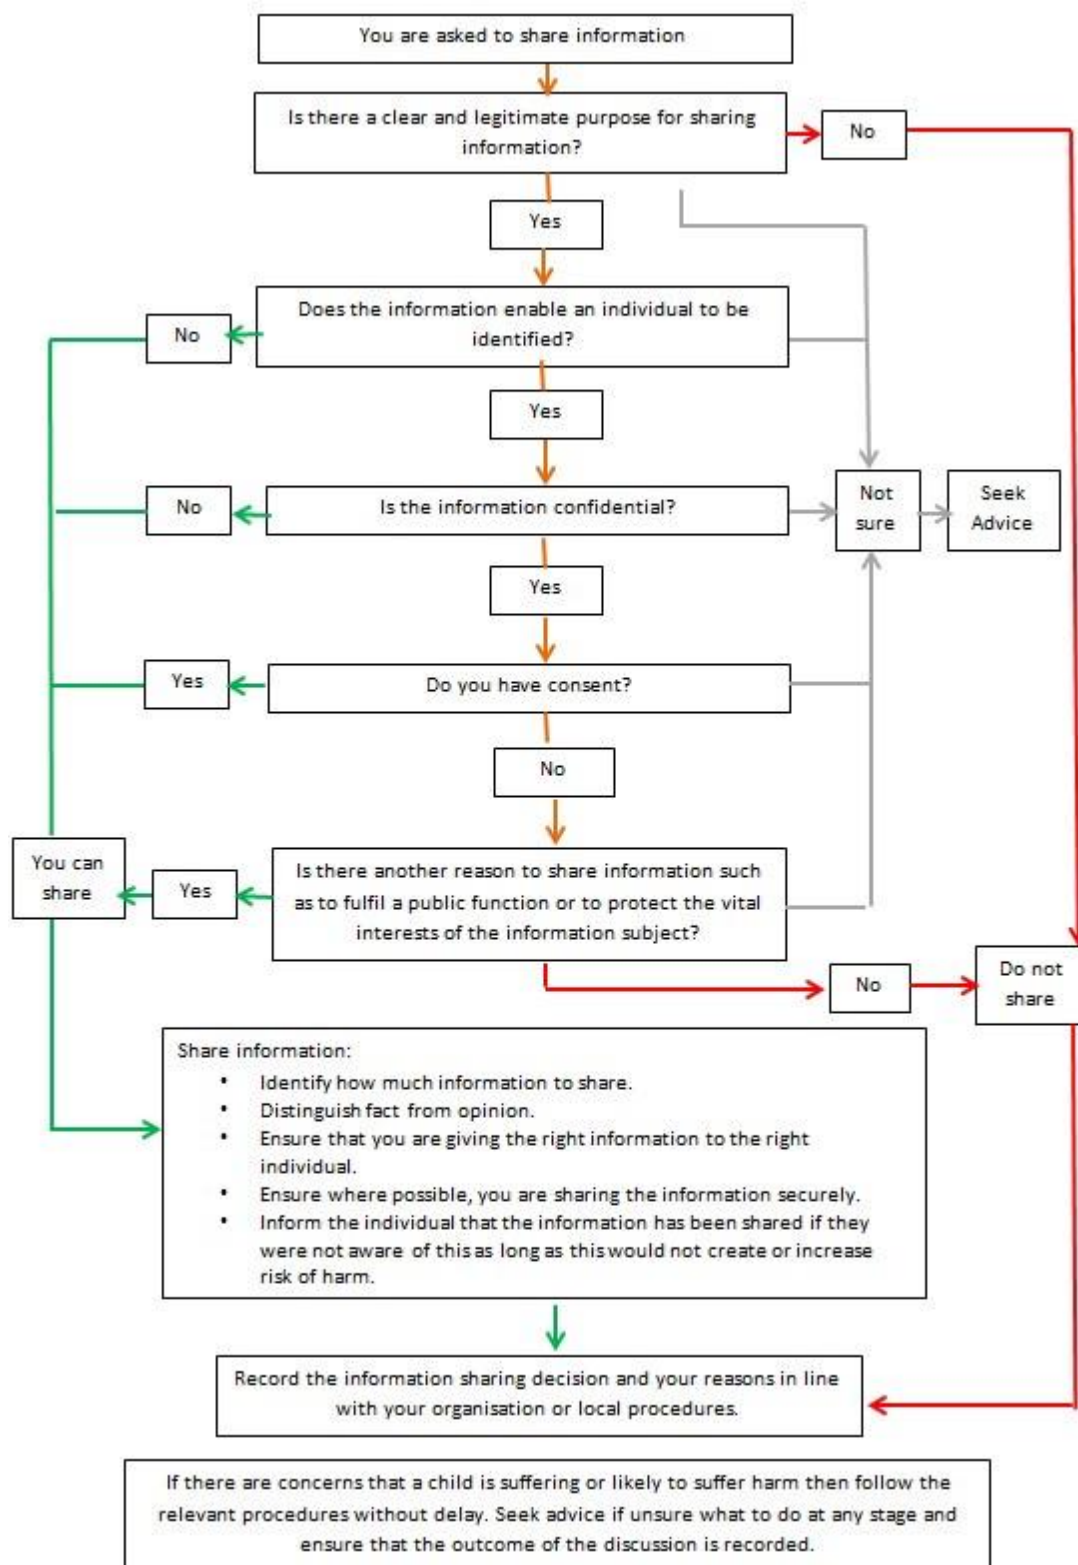 You are asked to share information
Is there a clear and legitimate purpose for sharing
information?
No
Yes
Does the information enable an individual to be
identified?
No
Yes
Is the information confidential?
No
Not
sure
Seek
Advice
Yes
Do you have consent?
Yes
No
You can
share
Yes
Is there another reason to share information such
as to fulfil a public function or to protect the vital
interests of the information subject?
No
Do not
share
Share information:
• Identify how much information to share.
• Distinguish fact from opinion.
• Ensure that you are giving the right information to the right
individual.
• Ensure where possible, you are sharing the information securely.
• Inform the individual that the information has been shared if they
were not aware of this as long as this would not create or increase
risk of harm.
Record the information sharing decision and your reasons in line
with your organisation or local procedures.
If there are concerns that a child is suffering or likely to suffer harm then follow the
relevant procedures without delay. Seek advice if unsure what to do at any stage and
ensure that the outcome of the discussion is recorded.